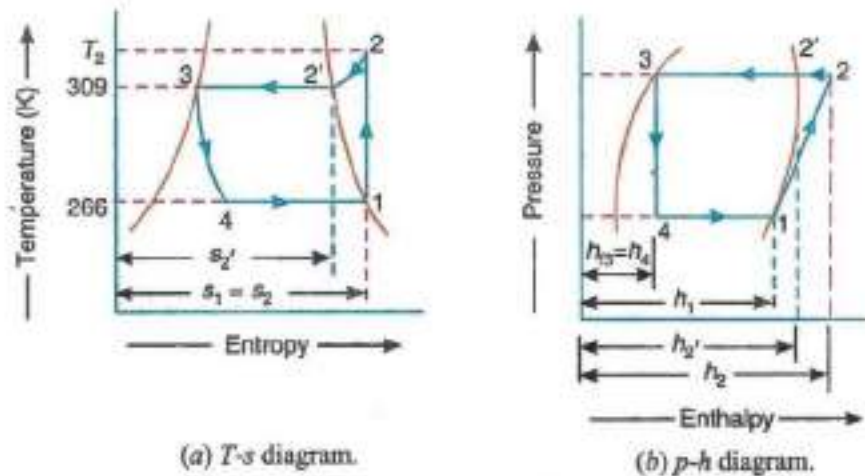 Temperature (K)
T₂
309
266
3
2'
2
4
1
s₂'
s₁ = s₂
Entropy
(a) T-s diagram.
Pressure
3
2'
2
4
1
h_f3=h₄
h₁
h₂'
h₂
Enthalpy
(b) p-h diagram.